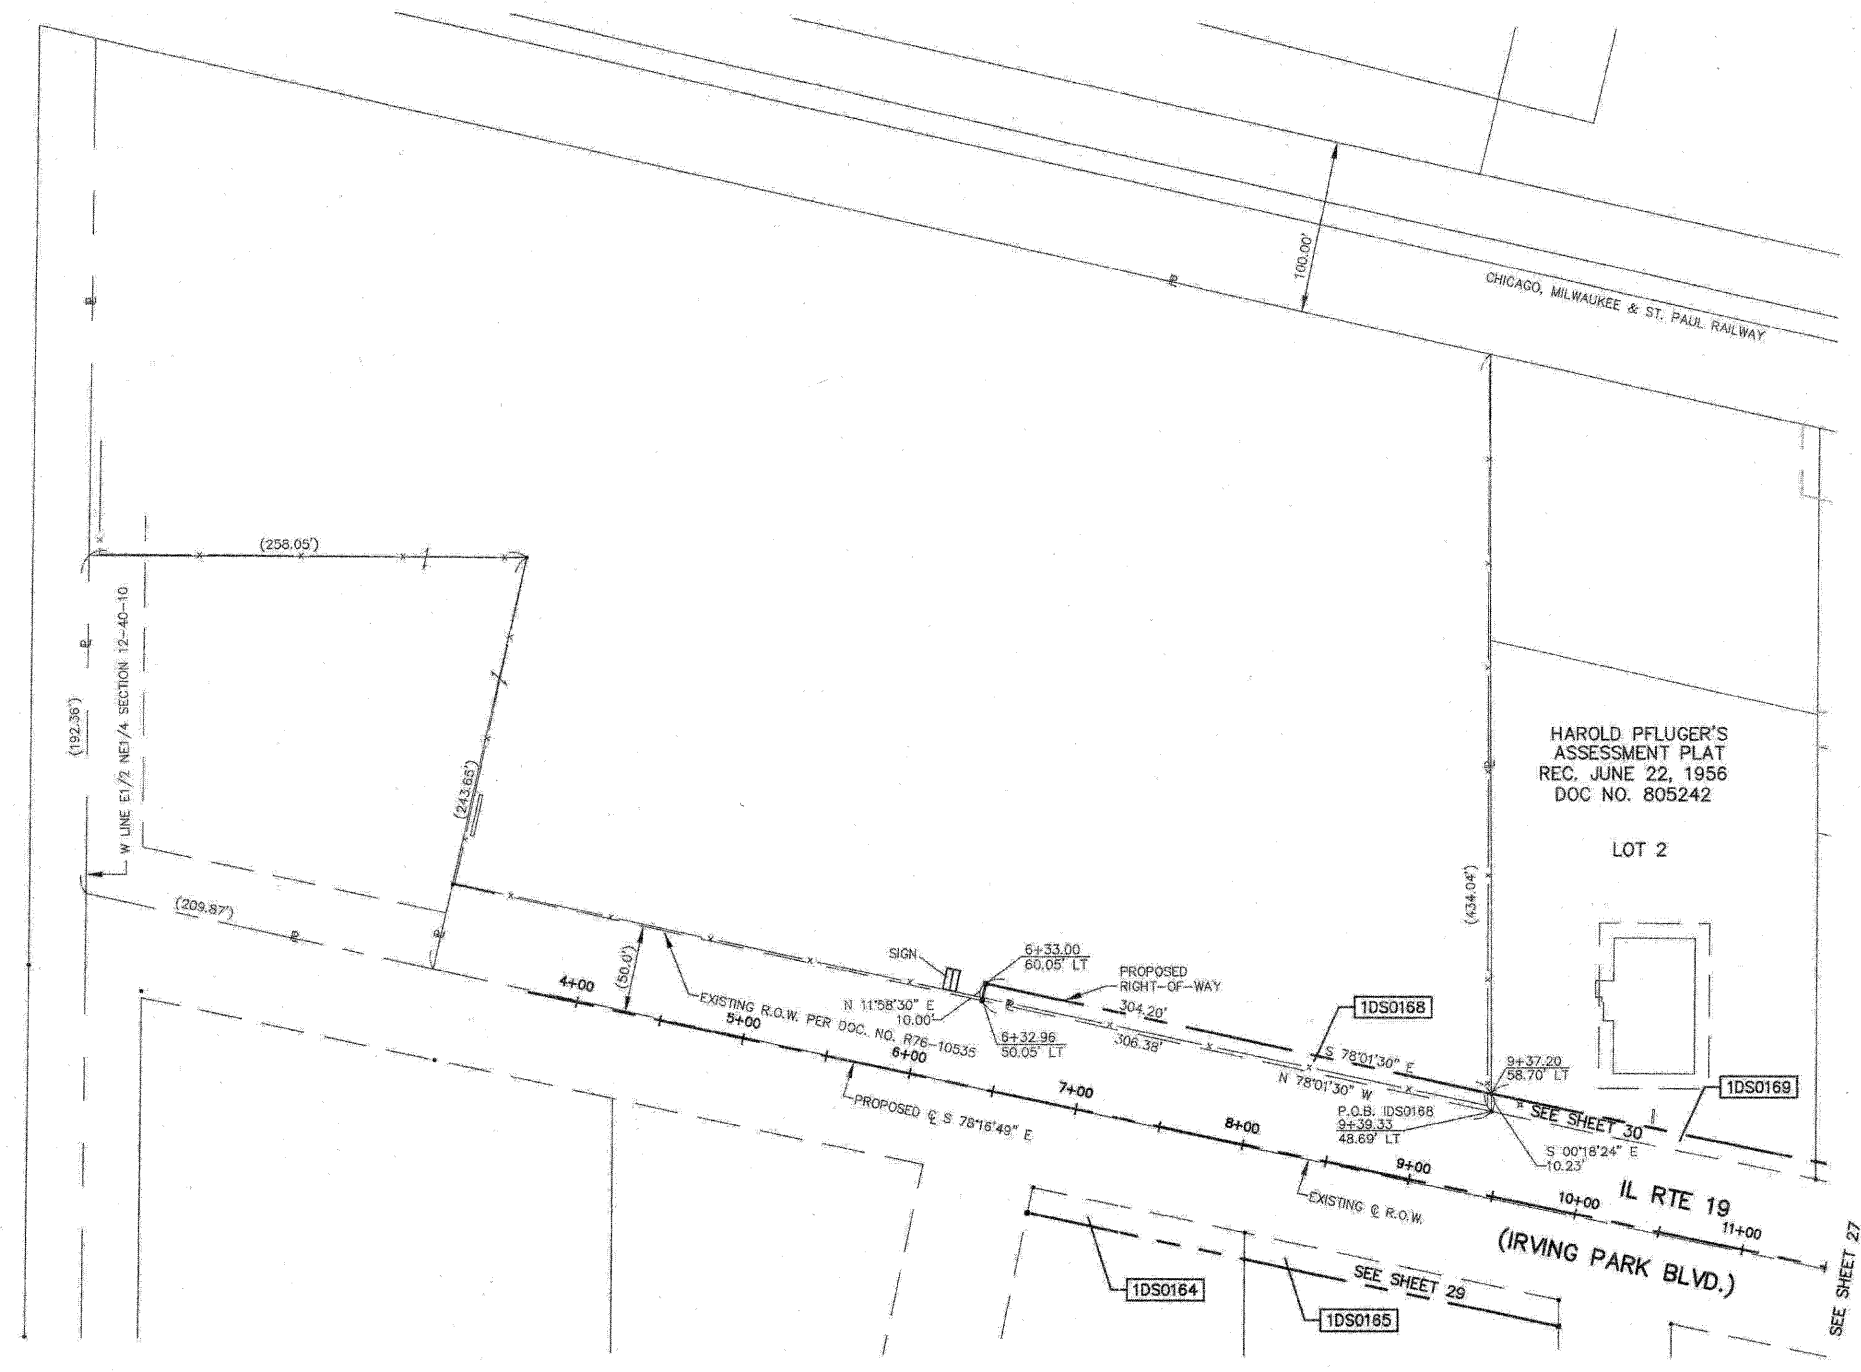 100.00'
CHICAGO, MILWAUKEE & ST. PAUL RAILWAY
(258.05')
W LINE E1/2 NE1/4 SECTION 12-40-10
(192.36')
(243.65')
(209.87')
HAROLD PFLUGER'S
ASSESSMENT PLAT
REC. JUNE 22, 1956
DOC NO. 805242
LOT 2
(434.04')
(50.0')
SIGN
6+33.00
60.05' LT
PROPOSED
RIGHT-OF-WAY
304.20'
306.38'
1DS0168
EXISTING R.O.W. PER DOC. NO. R76-10535
N 11°58'30" E
10.00'
6+32.96
50.05' LT
S 78°01'30" E
N 78°01'30" W
9+37.20
58.70' LT
1DS0169
P.O.B. 1DS0168
9+39.33
48.69' LT
SEE SHEET 30
S 00°18'24" E
10.23'
4+00
5+00
6+00
7+00
8+00
9+00
10+00
11+00
PROPOSED ℄ S 78°16'49" E
EXISTING ℄ R.O.W.
IL RTE 19
(IRVING PARK BLVD.)
1DS0164
1DS0165
SEE SHEET 29
SEE SHEET 27